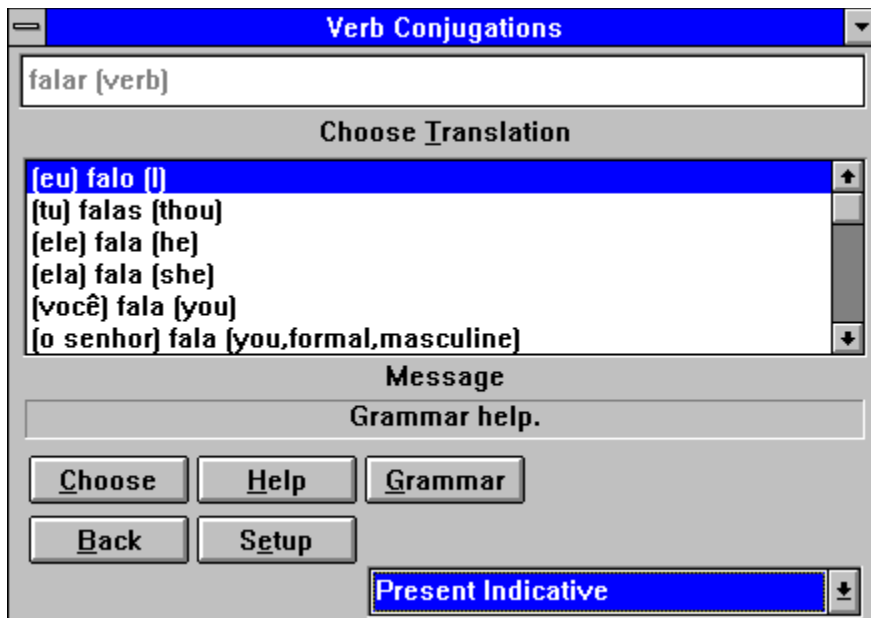 Verb Conjugations
falar (verb)
Choose Translation
(eu) falo (I)
(tu) falas (thou)
(ele) fala (he)
(ela) fala (she)
(você) fala (you)
(o senhor) fala (you,formal,masculine)
Message
Grammar help.
Choose Help Grammar
Back Setup
Present Indicative